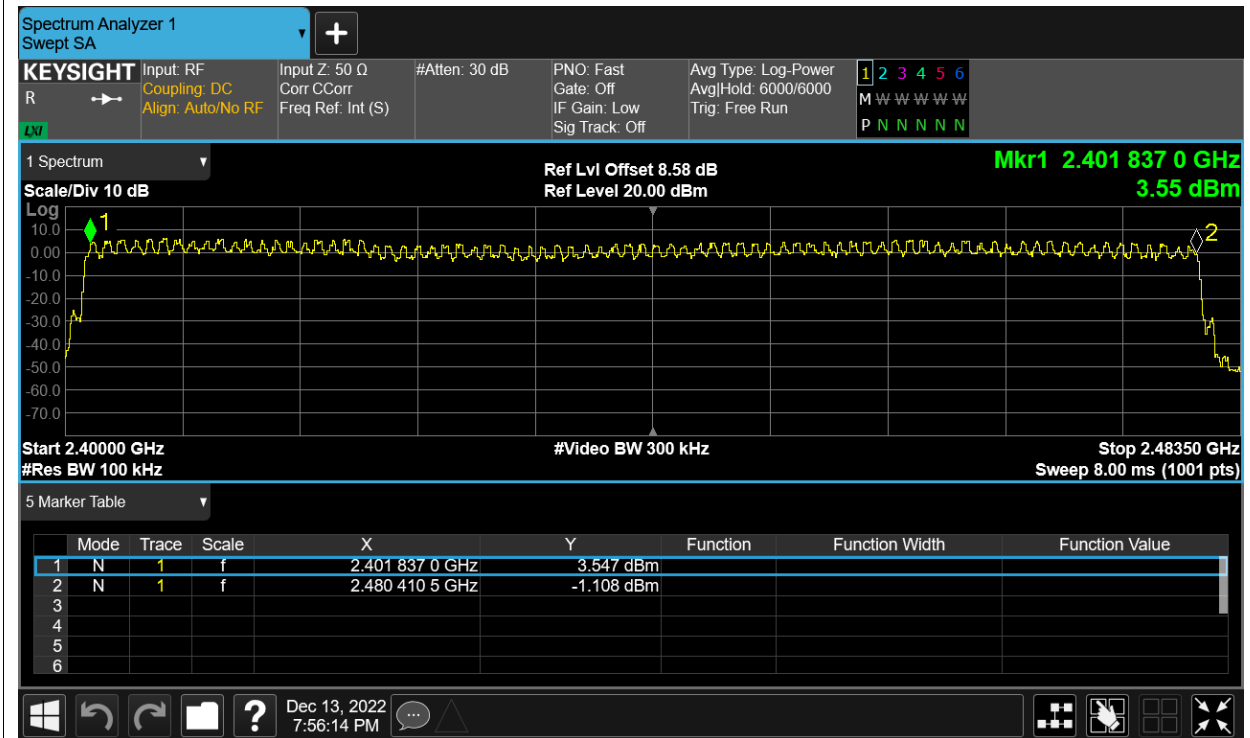 Spectrum Analyzer 1
Swept SA
+
KEYSIGHT
R
LXI
Input: RF
Coupling: DC
Align: Auto/No RF
Input Z: 50 Ω
Corr CCorr
Freq Ref: Int (S)
#Atten: 30 dB
PNO: Fast
Gate: Off
IF Gain: Low
Sig Track: Off
Avg Type: Log-Power
Avg|Hold: 6000/6000
Trig: Free Run
1 2 3 4 5 6
M W W W W W
P N N N N N
1 Spectrum
Scale/Div 10 dB
Ref Lvl Offset 8.58 dB
Ref Level 20.00 dBm
Mkr1 2.401 837 0 GHz
3.55 dBm
Log
10.0
0.00
-10.0
-20.0
-30.0
-40.0
-50.0
-60.0
-70.0
1
2
Start 2.40000 GHz
#Res BW 100 kHz
#Video BW 300 kHz
Stop 2.48350 GHz
Sweep 8.00 ms (1001 pts)
5 Marker Table
Mode Trace Scale X Y Function Function Width Function Value
1 N 1 f 2.401 837 0 GHz 3.547 dBm
2 N 1 f 2.480 410 5 GHz -1.108 dBm
3
4
5
6
?
Dec 13, 2022
7:56:14 PM